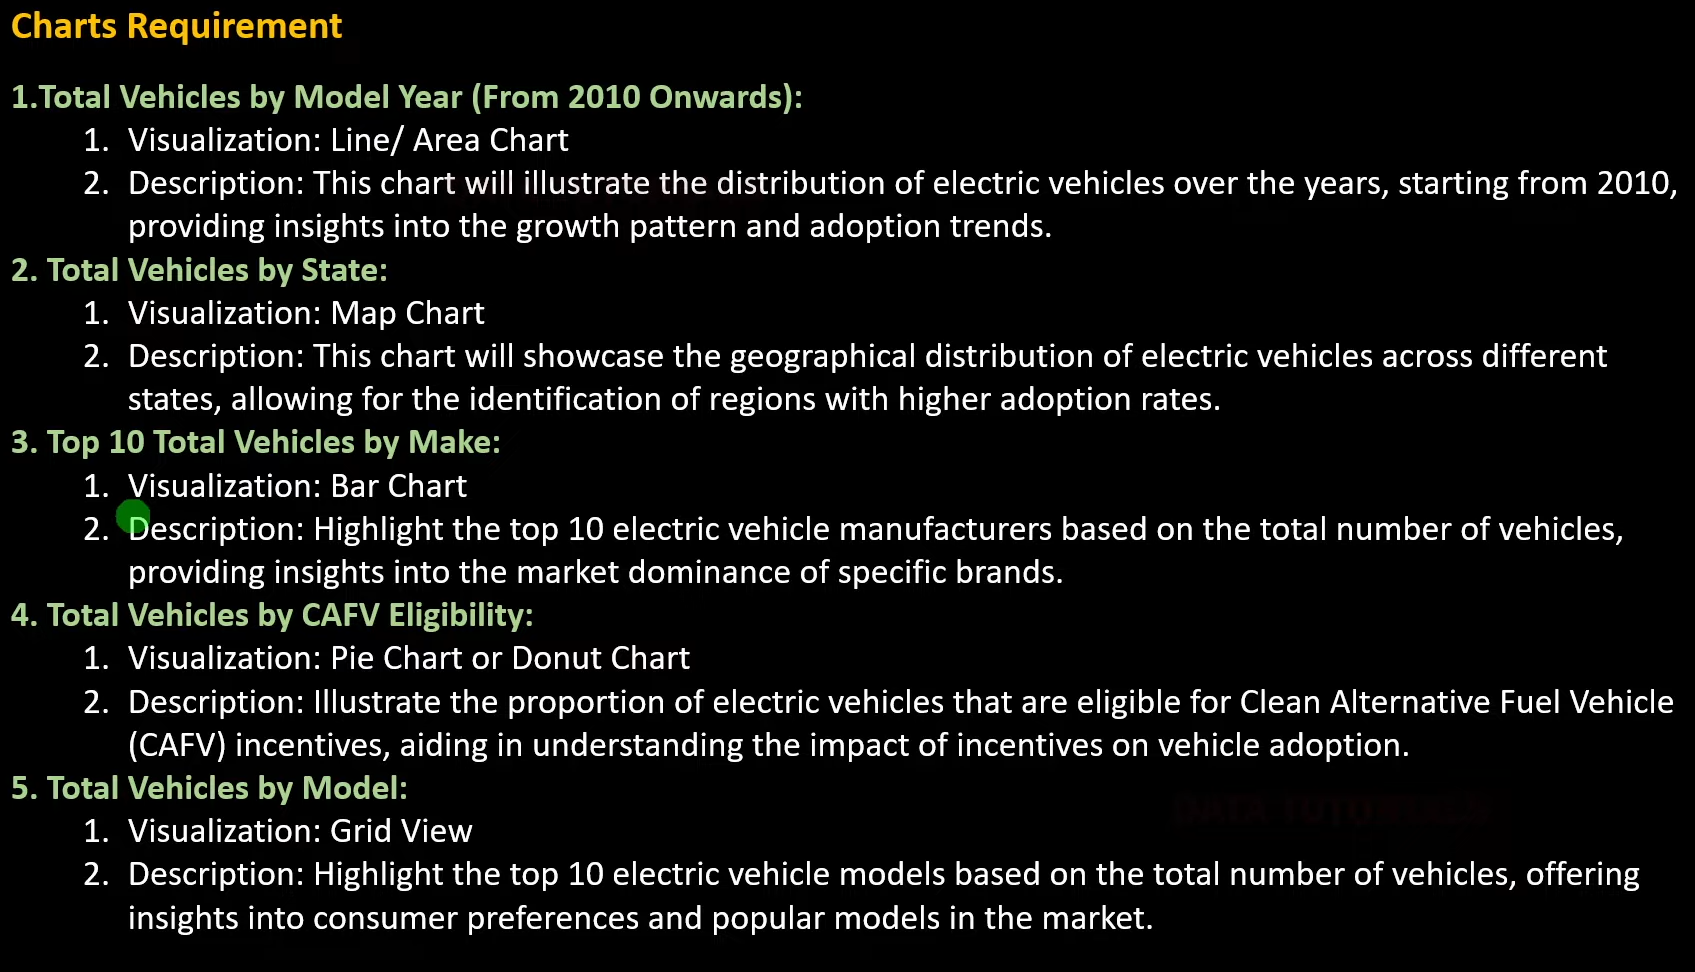 Charts Requirement
1.Total Vehicles by Model Year (From 2010 Onwards):
1. Visualization: Line/ Area Chart
2. Description: This chart will illustrate the distribution of electric vehicles over the years, starting from 2010,
providing insights into the growth pattern and adoption trends.
2. Total Vehicles by State:
1. Visualization: Map Chart
2. Description: This chart will showcase the geographical distribution of electric vehicles across different
states, allowing for the identification of regions with higher adoption rates.
3. Top 10 Total Vehicles by Make:
1. Visualization: Bar Chart
2. Description: Highlight the top 10 electric vehicle manufacturers based on the total number of vehicles,
providing insights into the market dominance of specific brands.
4. Total Vehicles by CAFV Eligibility:
1. Visualization: Pie Chart or Donut Chart
2. Description: Illustrate the proportion of electric vehicles that are eligible for Clean Alternative Fuel Vehicle
(CAFV) incentives, aiding in understanding the impact of incentives on vehicle adoption.
5. Total Vehicles by Model:
1. Visualization: Grid View
2. Description: Highlight the top 10 electric vehicle models based on the total number of vehicles, offering
insights into consumer preferences and popular models in the market.